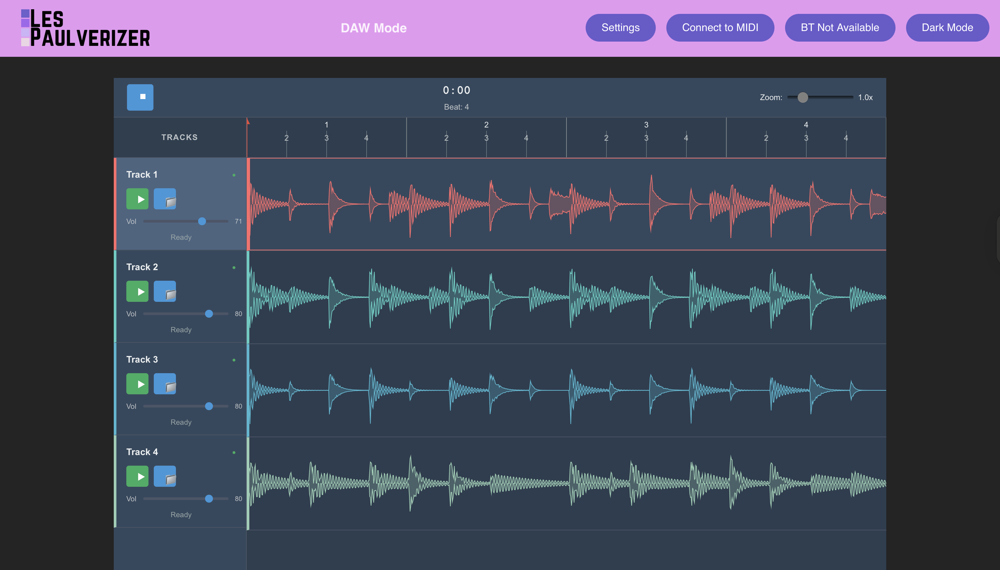 LES
PAULVERIZER
DAW Mode
Settings
Connect to MIDI
BT Not Available
Dark Mode
0:00
Beat: 4
Zoom:
1.0x
TRACKS
1 2 3 4
2 3 4 2 3 4 2 3 4 2 3 4
Track 1
Vol 71
Ready
Track 2
Vol 80
Ready
Track 3
Vol 80
Ready
Track 4
Vol 80
Ready